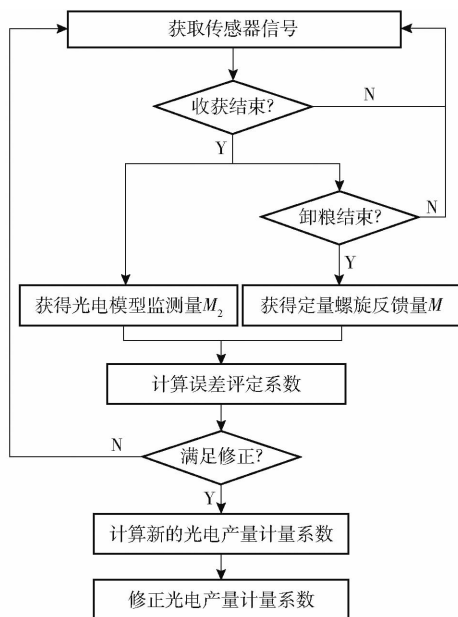 获取传感器信号
收获结束?
N
Y
卸粮结束?
N
Y
获得光电模型监测量M₂
获得定量螺旋反馈量M
计算误差评定系数
满足修正?
N
Y
计算新的光电产量计量系数
修正光电产量计量系数